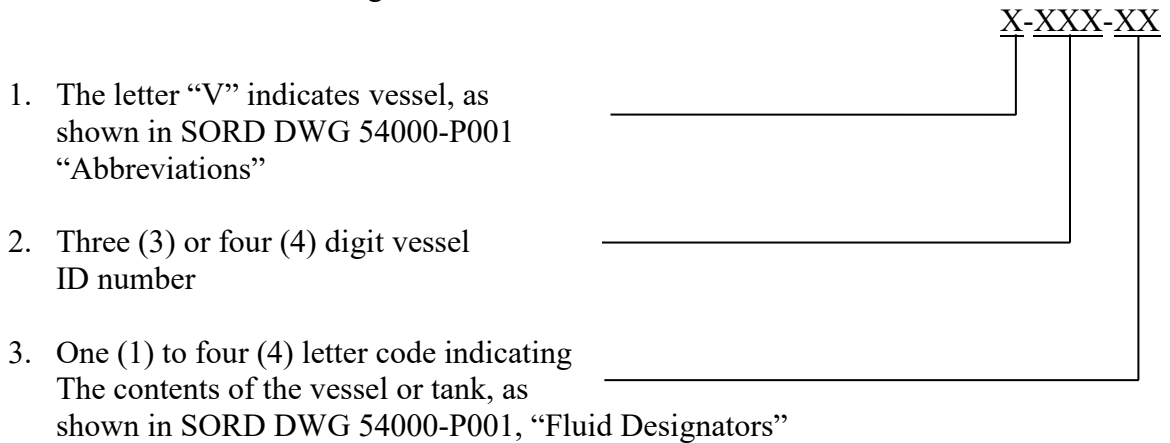 X-XXX-XX
1. The letter “V” indicates vessel, as
shown in SORD DWG 54000-P001
“Abbreviations”
2. Three (3) or four (4) digit vessel
ID number
3. One (1) to four (4) letter code indicating
The contents of the vessel or tank, as
shown in SORD DWG 54000-P001, “Fluid Designators”